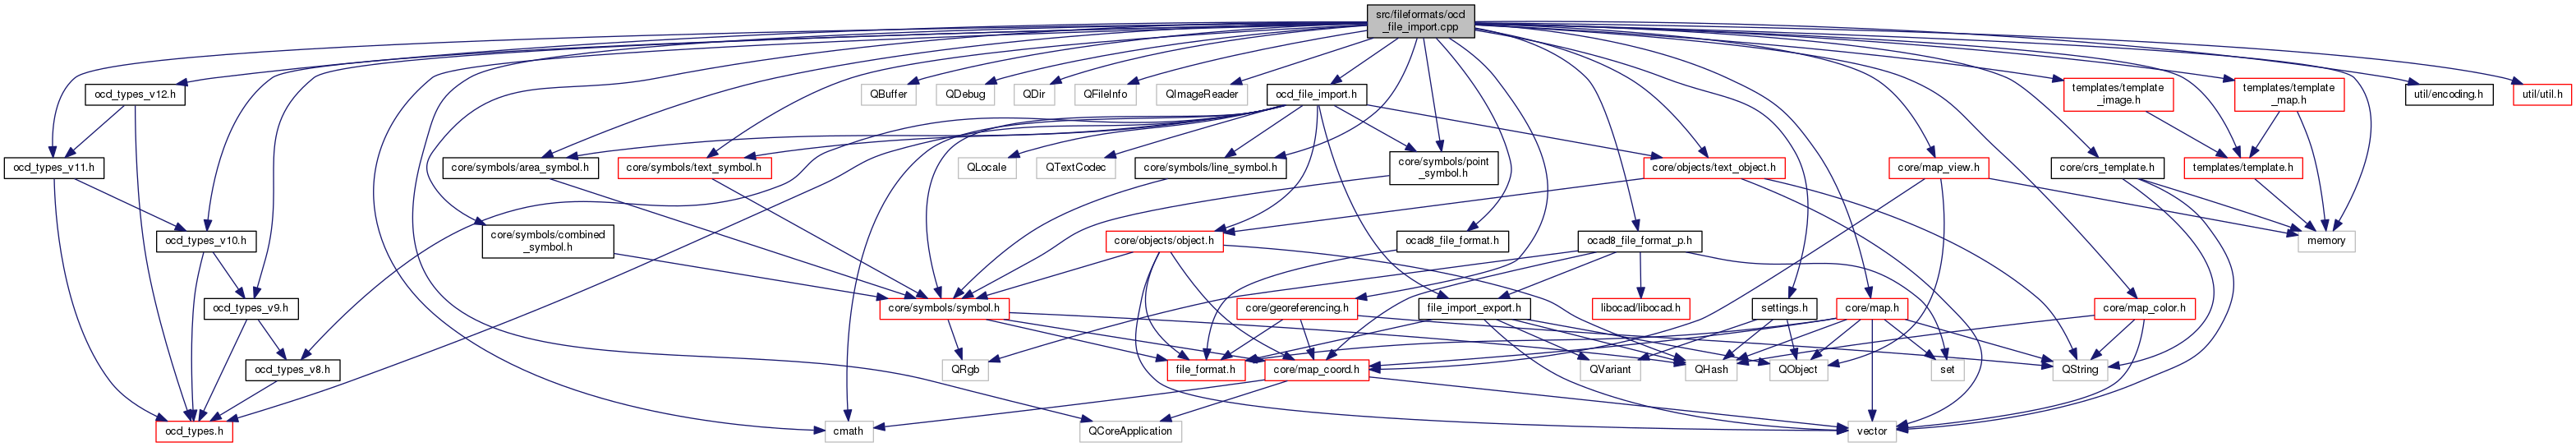 src/fileformats/ocd
_file_import.cpp
ocd_types_v12.h
QBuffer
QDebug
QDir
QFileInfo
QImageReader
ocd_file_import.h
templates/template
_image.h
templates/template
_map.h
util/encoding.h
util/util.h
ocd_types_v11.h
core/symbols/area_symbol.h
core/symbols/text_symbol.h
QLocale
QTextCodec
core/symbols/line_symbol.h
core/symbols/point
_symbol.h
core/objects/text_object.h
core/map_view.h
core/crs_template.h
templates/template.h
ocd_types_v10.h
core/symbols/combined
_symbol.h
core/objects/object.h
ocad8_file_format.h
ocad8_file_format_p.h
memory
ocd_types_v9.h
core/symbols/symbol.h
core/georeferencing.h
file_import_export.h
libocad/libocad.h
settings.h
core/map.h
core/map_color.h
ocd_types_v8.h
QRgb
file_format.h
core/map_coord.h
QVariant
QHash
QObject
set
QString
ocd_types.h
cmath
QCoreApplication
vector